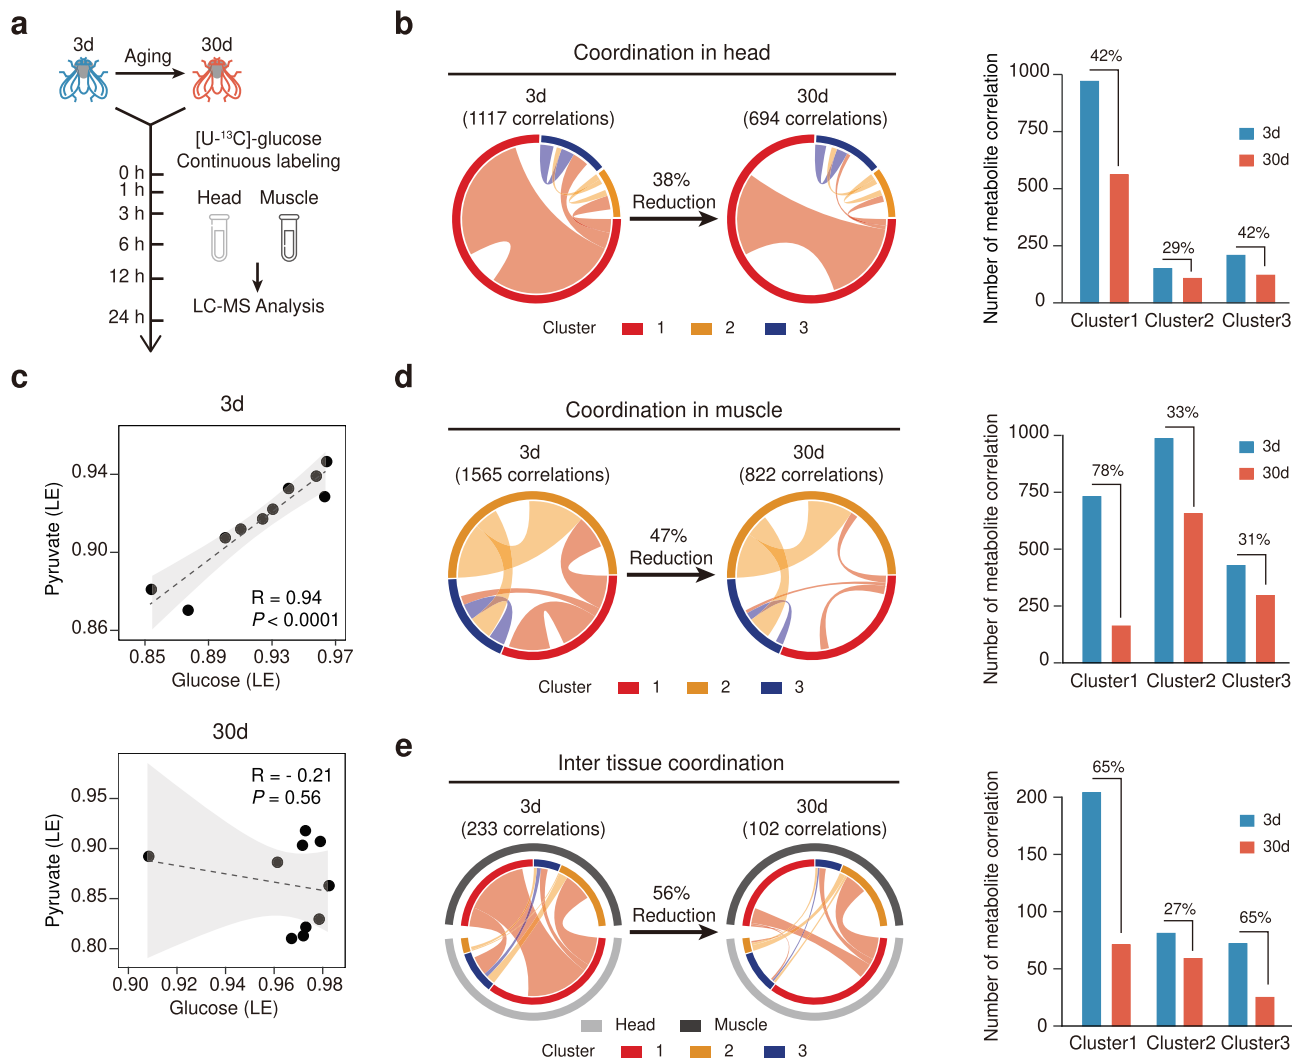 a
3d
Aging
30d
[U-¹³C]-glucose
Continuous labeling
0 h
1 h
3 h
6 h
12 h
24 h
Head
Muscle
LC-MS Analysis
b
Coordination in head
3d
(1117 correlations)
38%
Reduction
30d
(694 correlations)
Cluster 1 2 3
Number of metabolite correlation
1000
750
500
250
0
42%
29%
42%
3d
30d
Cluster1 Cluster2 Cluster3
c
3d
Pyruvate (LE)
0.94
0.90
0.86
R = 0.94
P < 0.0001
0.85 0.89 0.93 0.97
Glucose (LE)
30d
Pyruvate (LE)
0.95
0.90
0.85
0.80
R = - 0.21
P = 0.56
0.90 0.92 0.94 0.96 0.98
Glucose (LE)
d
Coordination in muscle
3d
(1565 correlations)
47%
Reduction
30d
(822 correlations)
Cluster 1 2 3
Number of metabolite correlation
1000
750
500
250
0
78%
33%
31%
3d
30d
Cluster1 Cluster2 Cluster3
e
Inter tissue coordination
3d
(233 correlations)
56%
Reduction
30d
(102 correlations)
Head Muscle
Cluster 1 2 3
Number of metabolite correlation
200
150
100
50
0
65%
27%
65%
3d
30d
Cluster1 Cluster2 Cluster3